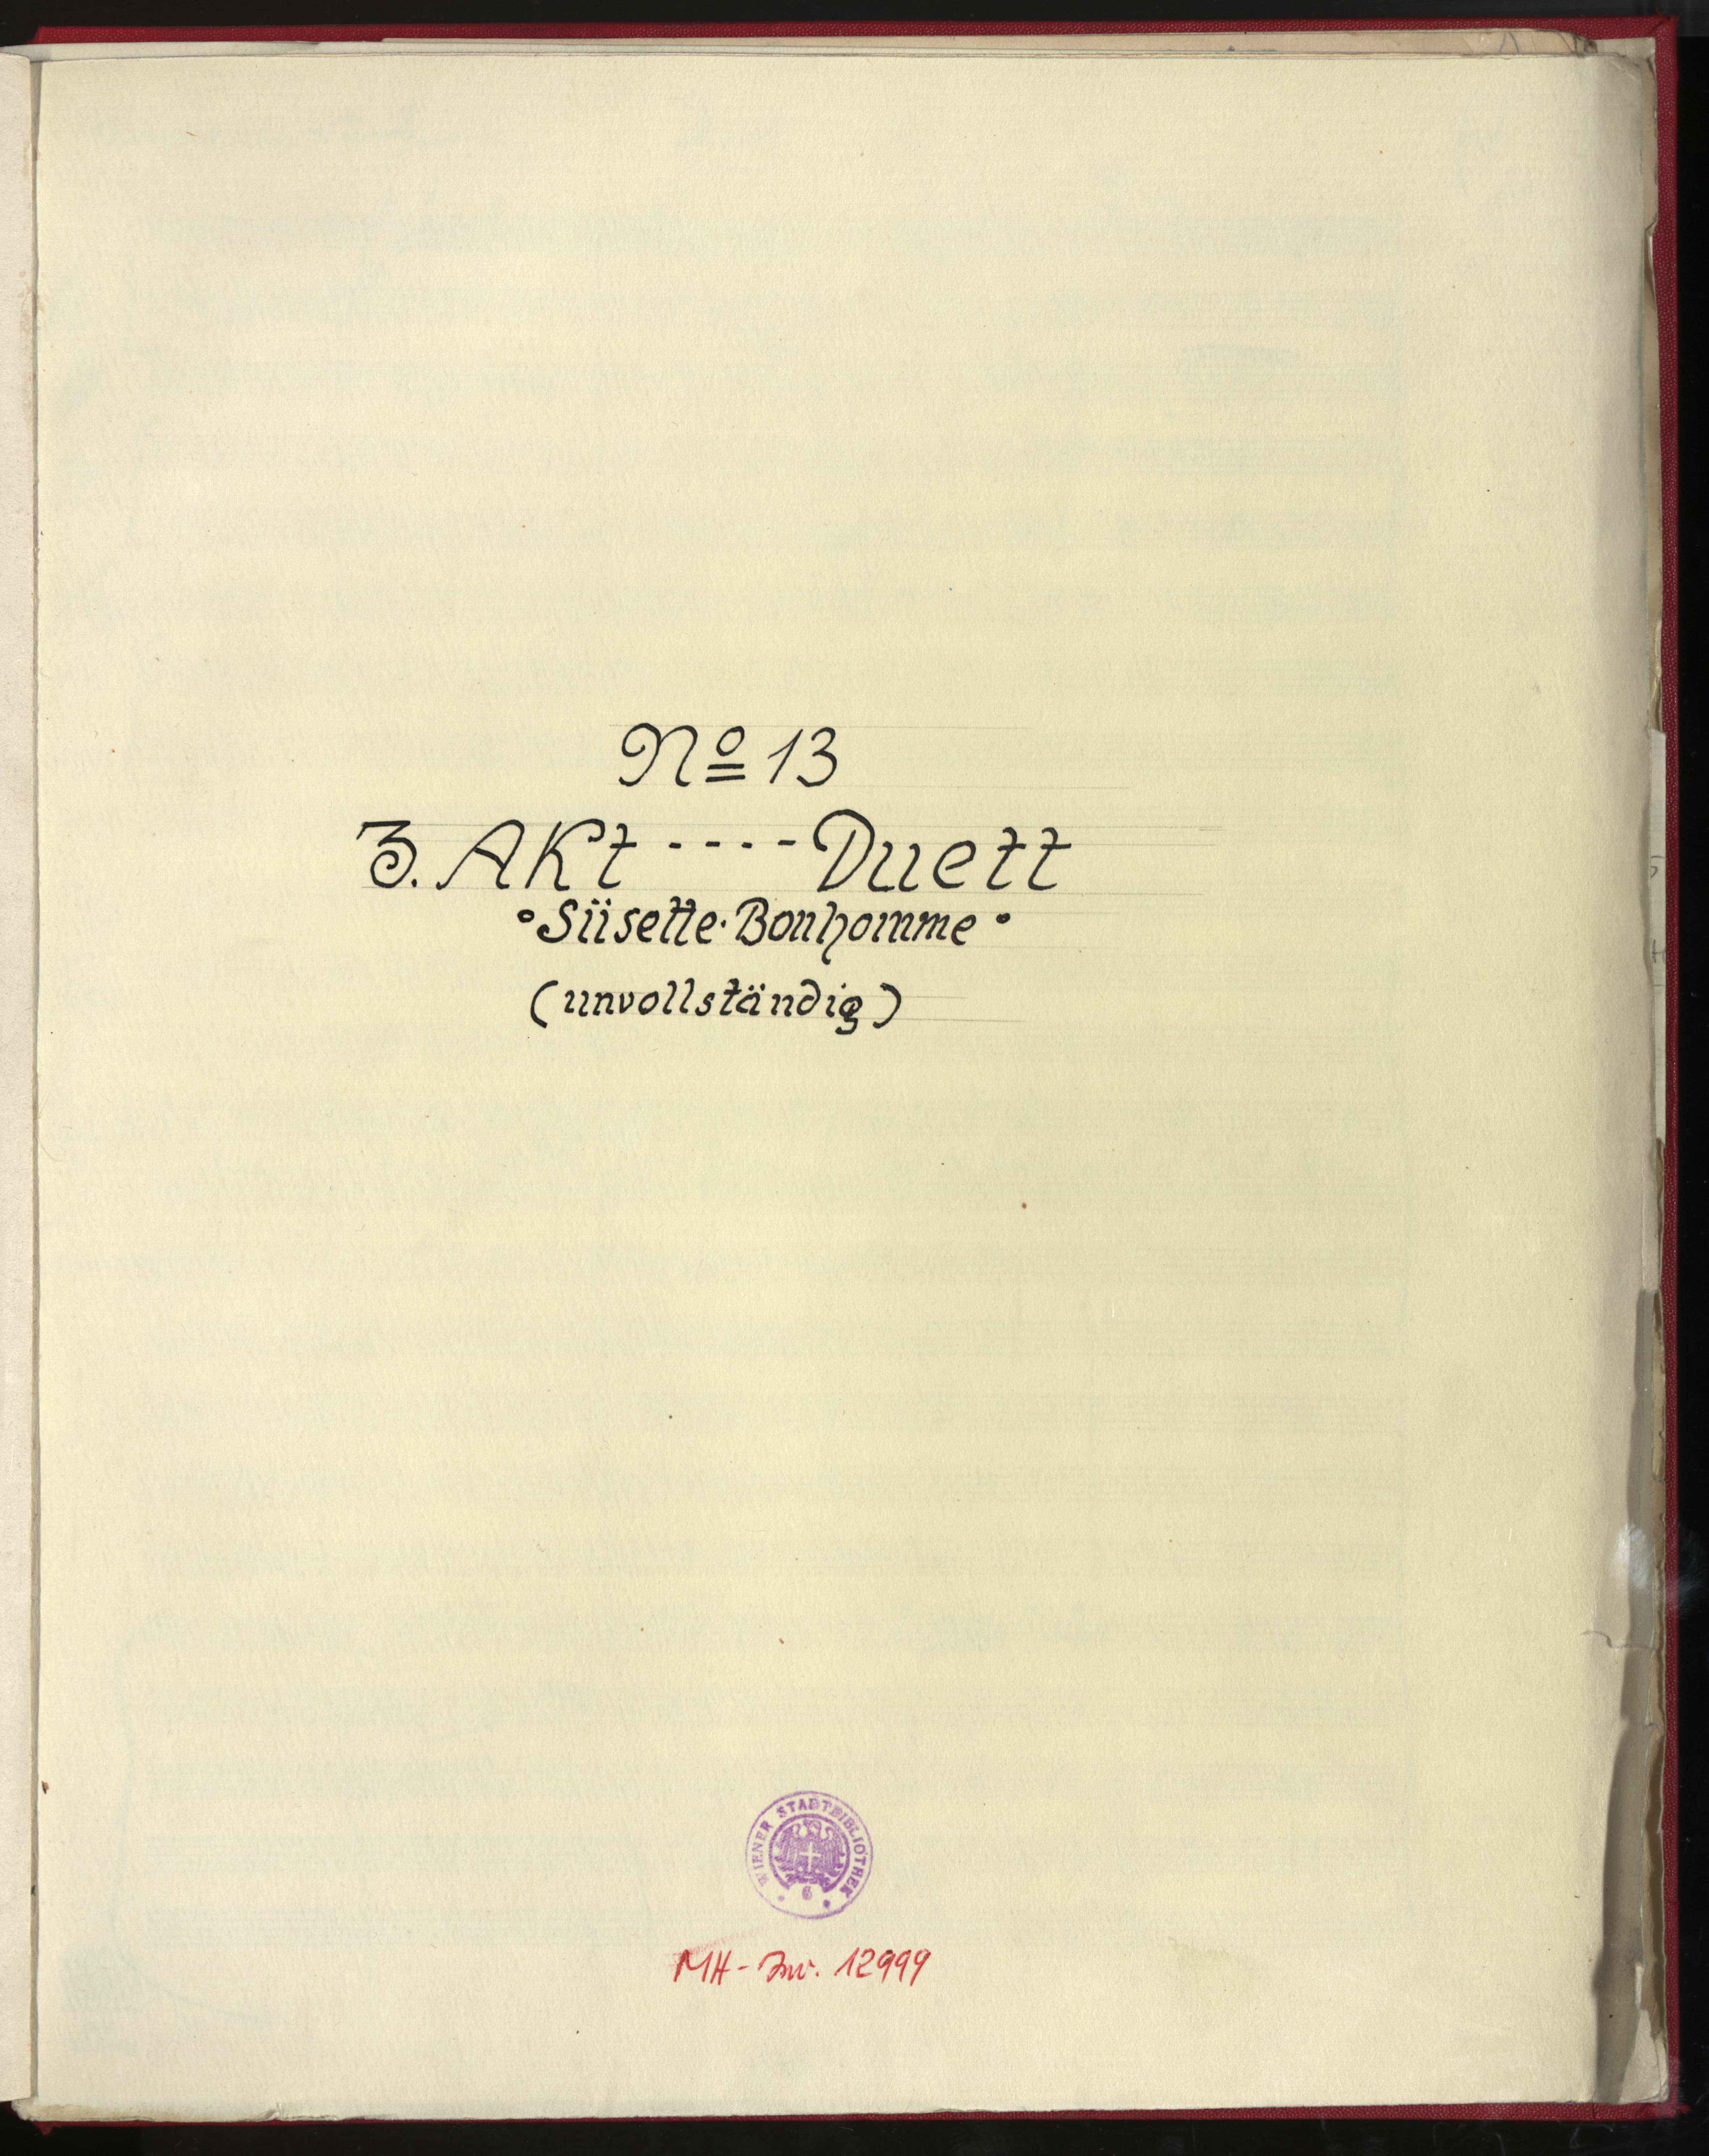 No 13
3. Akt - - - - Duett
° Süsette · Bonhomme °
(unvollständig)
WIENER STADTBIBLIOTHEK
MH - Inv. 12999